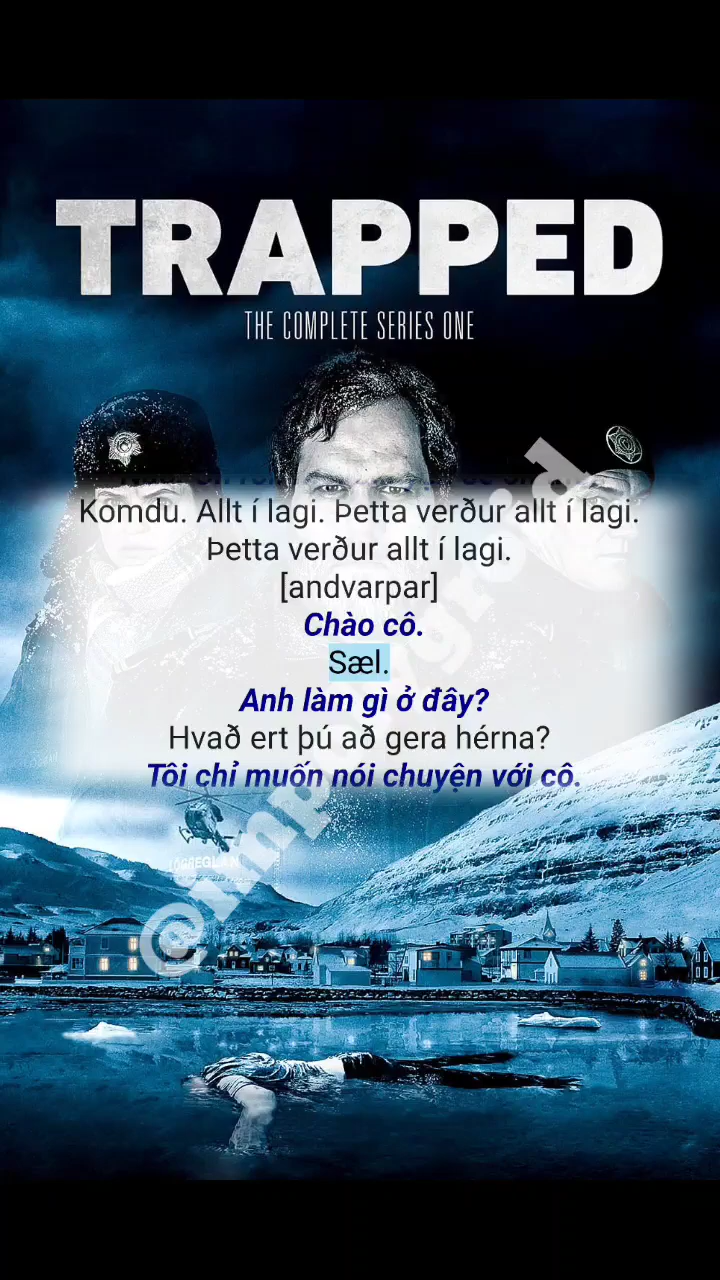 TRAPPED
THE COMPLETE SERIES ONE
Komdu. Allt í lagi. Þetta verður allt í lagi.
Þetta verður allt í lagi.
[andvarpar]
Chào cô.
Sæl.
Anh làm gì ở đây?
Hvað ert þú að gera hérna?
Tôi chỉ muốn nói chuyện với cô.
LÖGREGLAN